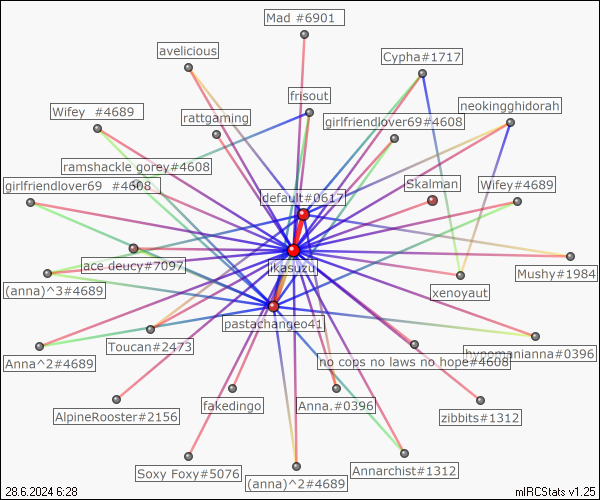 Mad #6901
avelicious
Cypha#1717
frisout
neokingghidorah
Wifey  #4689
rattgaming
girlfriendlover69#4608
ramshackle gorey#4608
girlfriendlover69  #4608
Skalman
Wifey#4689
default#0617
ace deucy#7097
ikasuzu
Mushy#1984
(anna)^3#4689
xenoyaut
pastachangeo41
Toucan#2473
hypomanianna#0396
Anna^2#4689
no cops no laws no hope#4608
AlpineRooster#2156
fakedingo
Anna.#0396
zibbits#1312
Soxy Foxy#5076
(anna)^2#4689
Annarchist#1312
28.6.2024 6:28
mIRCStats v1.25